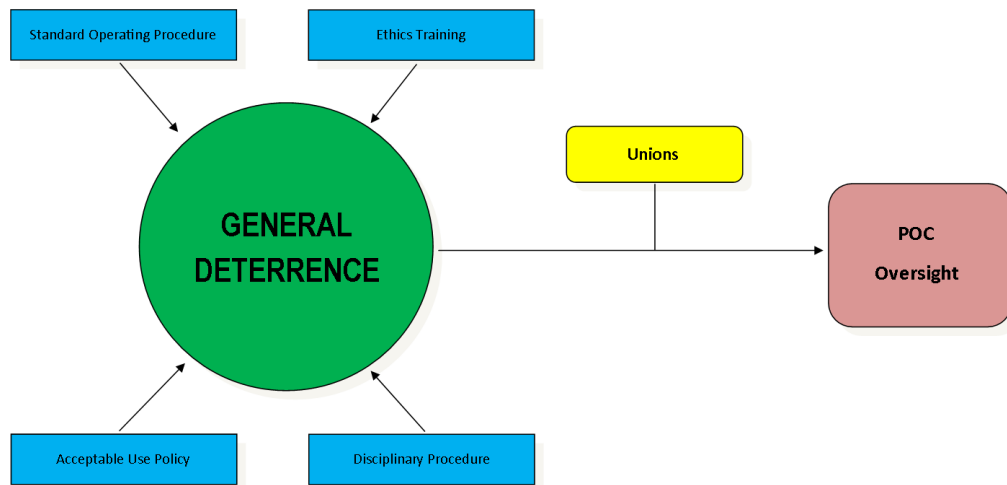 Standard Operating Procedure
Ethics Training
Unions
GENERAL
DETERRENCE
POC
Oversight
Acceptable Use Policy
Disciplinary Procedure